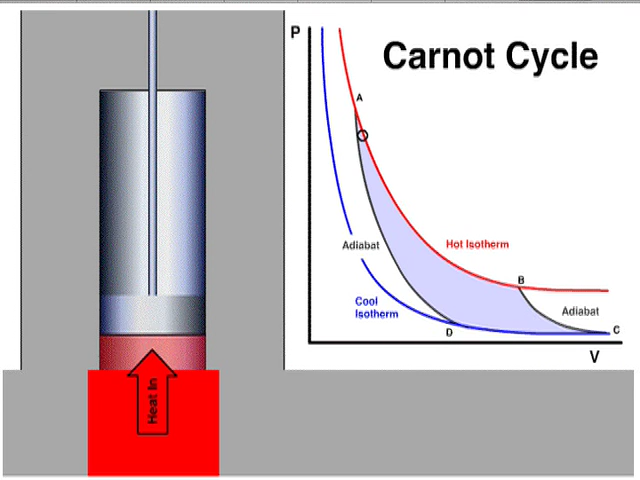 Carnot Cycle
P
A
Hot Isotherm
Adiabat
B
Cool
Isotherm
Adiabat
D
C
V
Heat In